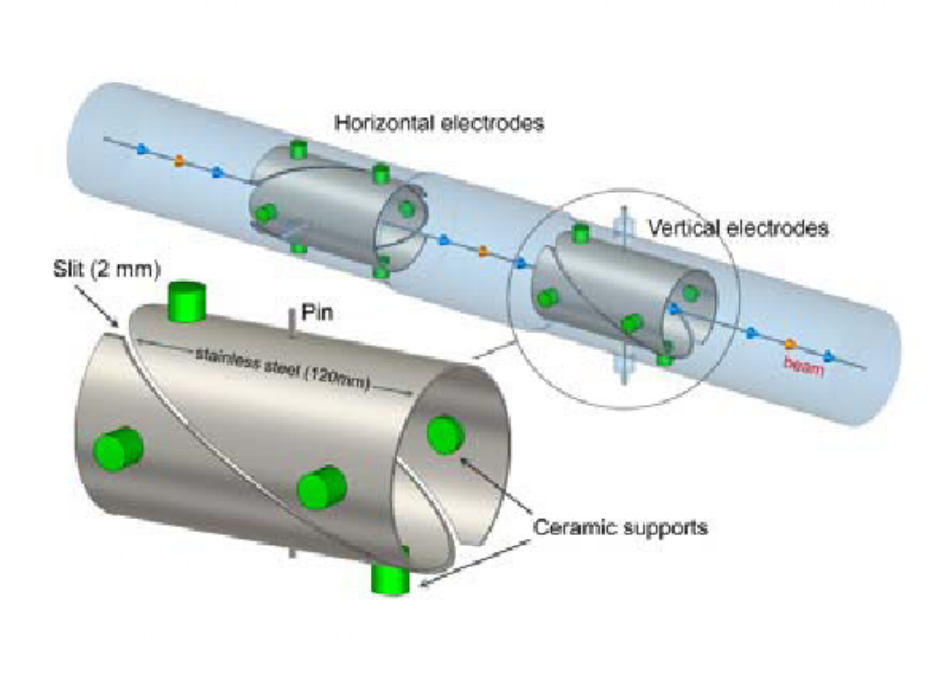 Horizontal electrodes
Vertical electrodes
Slit (2 mm)
Pin
stainless steel (120mm)
beam
Ceramic supports